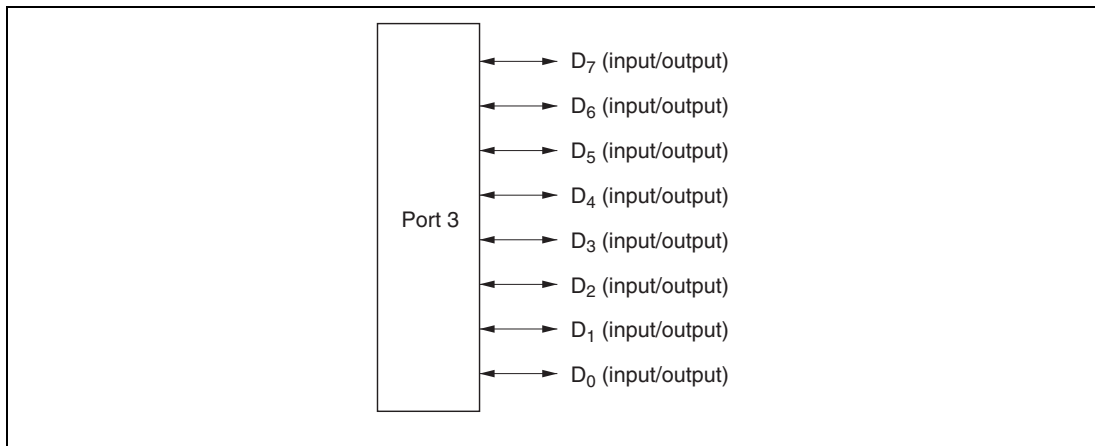 Port 3
D7 (input/output)
D6 (input/output)
D5 (input/output)
D4 (input/output)
D3 (input/output)
D2 (input/output)
D1 (input/output)
D0 (input/output)